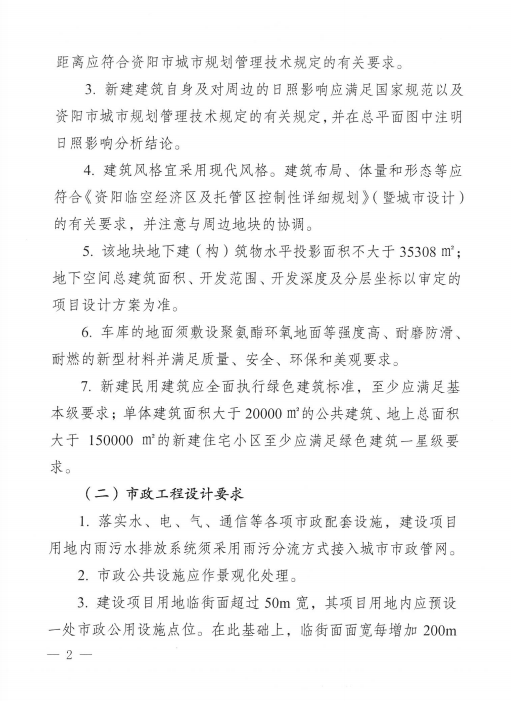 距离应符合资阳市城市规划管理技术规定的有关要求。
3. 新建建筑自身及对周边的日照影响应满足国家规范以及
资阳市城市规划管理技术规定的有关规定，并在总平面图中注明
日照影响分析结论。
4. 建筑风格宜采用现代风格。建筑布局、体量和形态等应
符合《资阳临空经济区及托管区控制性详细规划》（暨城市设计）
的有关要求，并注意与周边地块的协调。
5. 该地块地下建（构）筑物水平投影面积不大于 35308 ㎡；
地下空间总建筑面积、开发范围、开发深度及分层坐标以审定的
项目设计方案为准。
6. 车库的地面须敷设聚氨酯环氧地面等强度高、耐磨防滑、
耐燃的新型材料并满足质量、安全、环保和美观要求。
7. 新建民用建筑应全面执行绿色建筑标准，至少应满足基
本级要求；单体建筑面积大于 20000 ㎡的公共建筑、地上总面积
大于 150000 ㎡的新建住宅小区至少应满足绿色建筑一星级要
求。
（二）市政工程设计要求
1. 落实水、电、气、通信等各项市政配套设施，建设项目
用地内雨污水排放系统须采用雨污分流方式接入城市市政管网。
2. 市政公共设施应作景观化处理。
3. 建设项目用地临街面超过 50m 宽，其项目用地内应预设
一处市政公用设施点位。在此基础上，临街面面宽每增加 200m
— 2 —